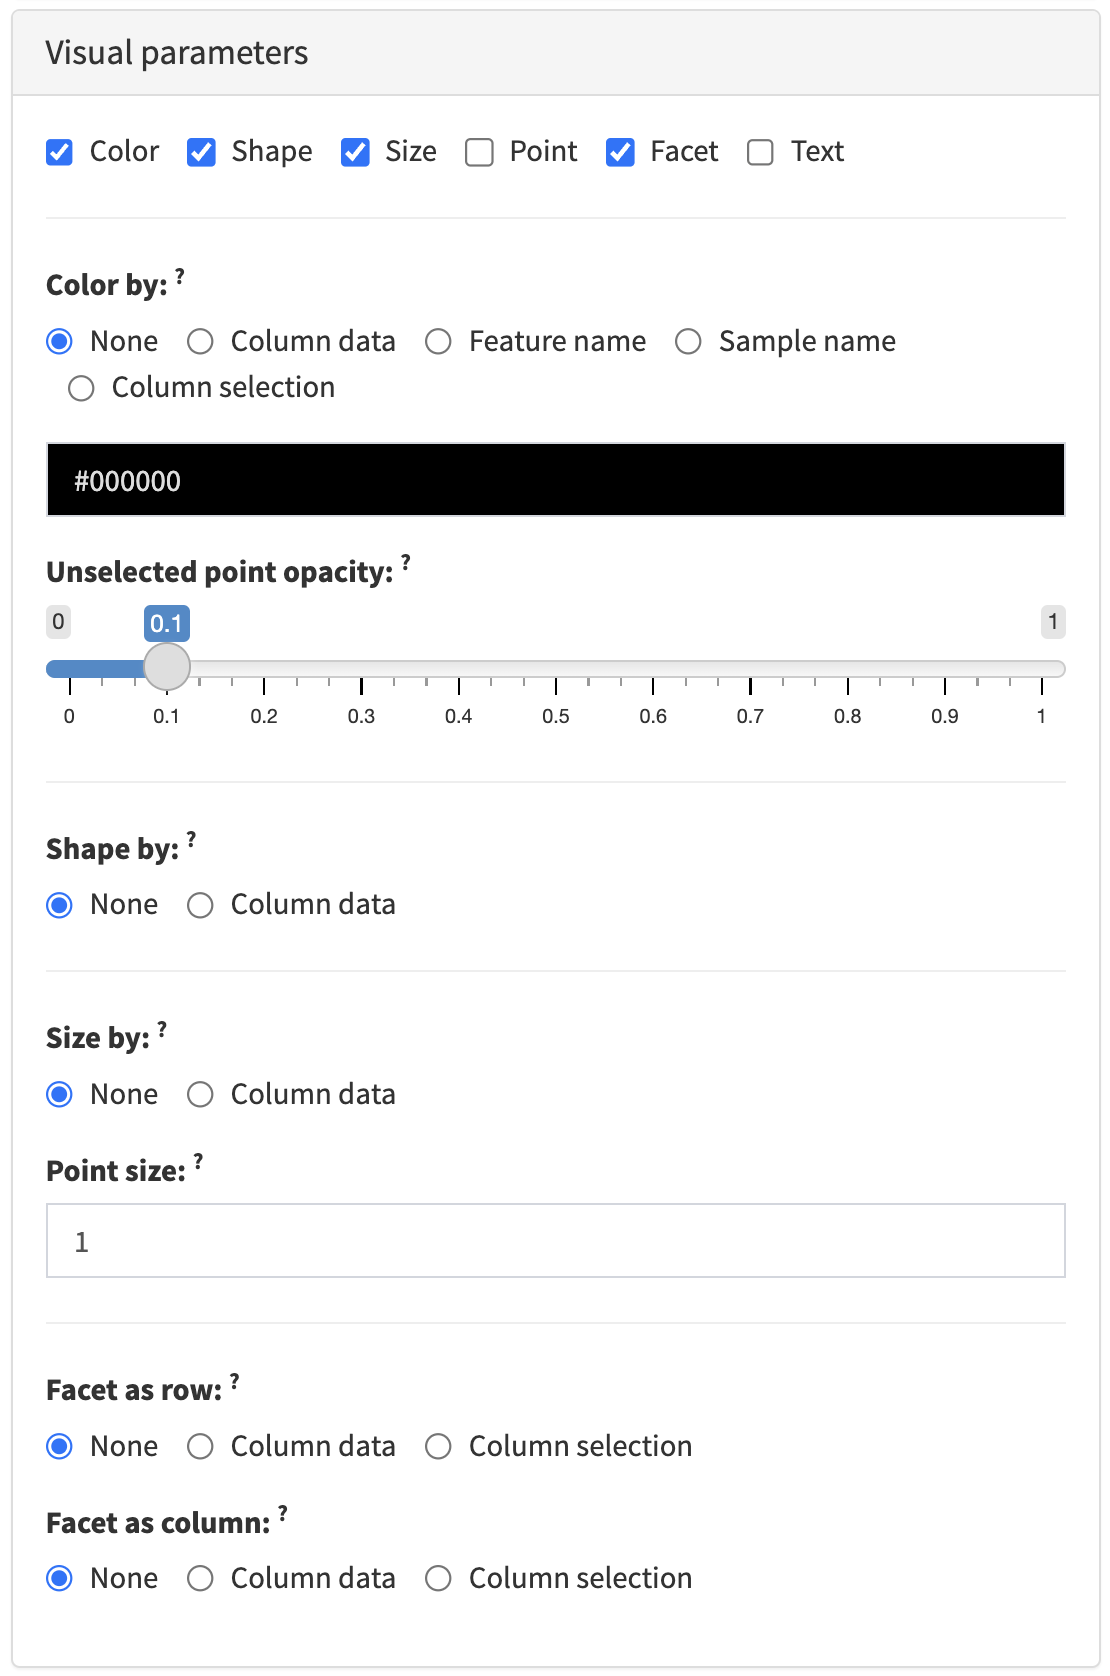 Visual parameters
Color Shape Size Point Facet Text
Color by: ?
None Column data Feature name Sample name
Column selection
#000000
Unselected point opacity: ?
0 0.1 1
0 0.1 0.2 0.3 0.4 0.5 0.6 0.7 0.8 0.9 1
Shape by: ?
None Column data
Size by: ?
None Column data
Point size: ?
1
Facet as row: ?
None Column data Column selection
Facet as column: ?
None Column data Column selection